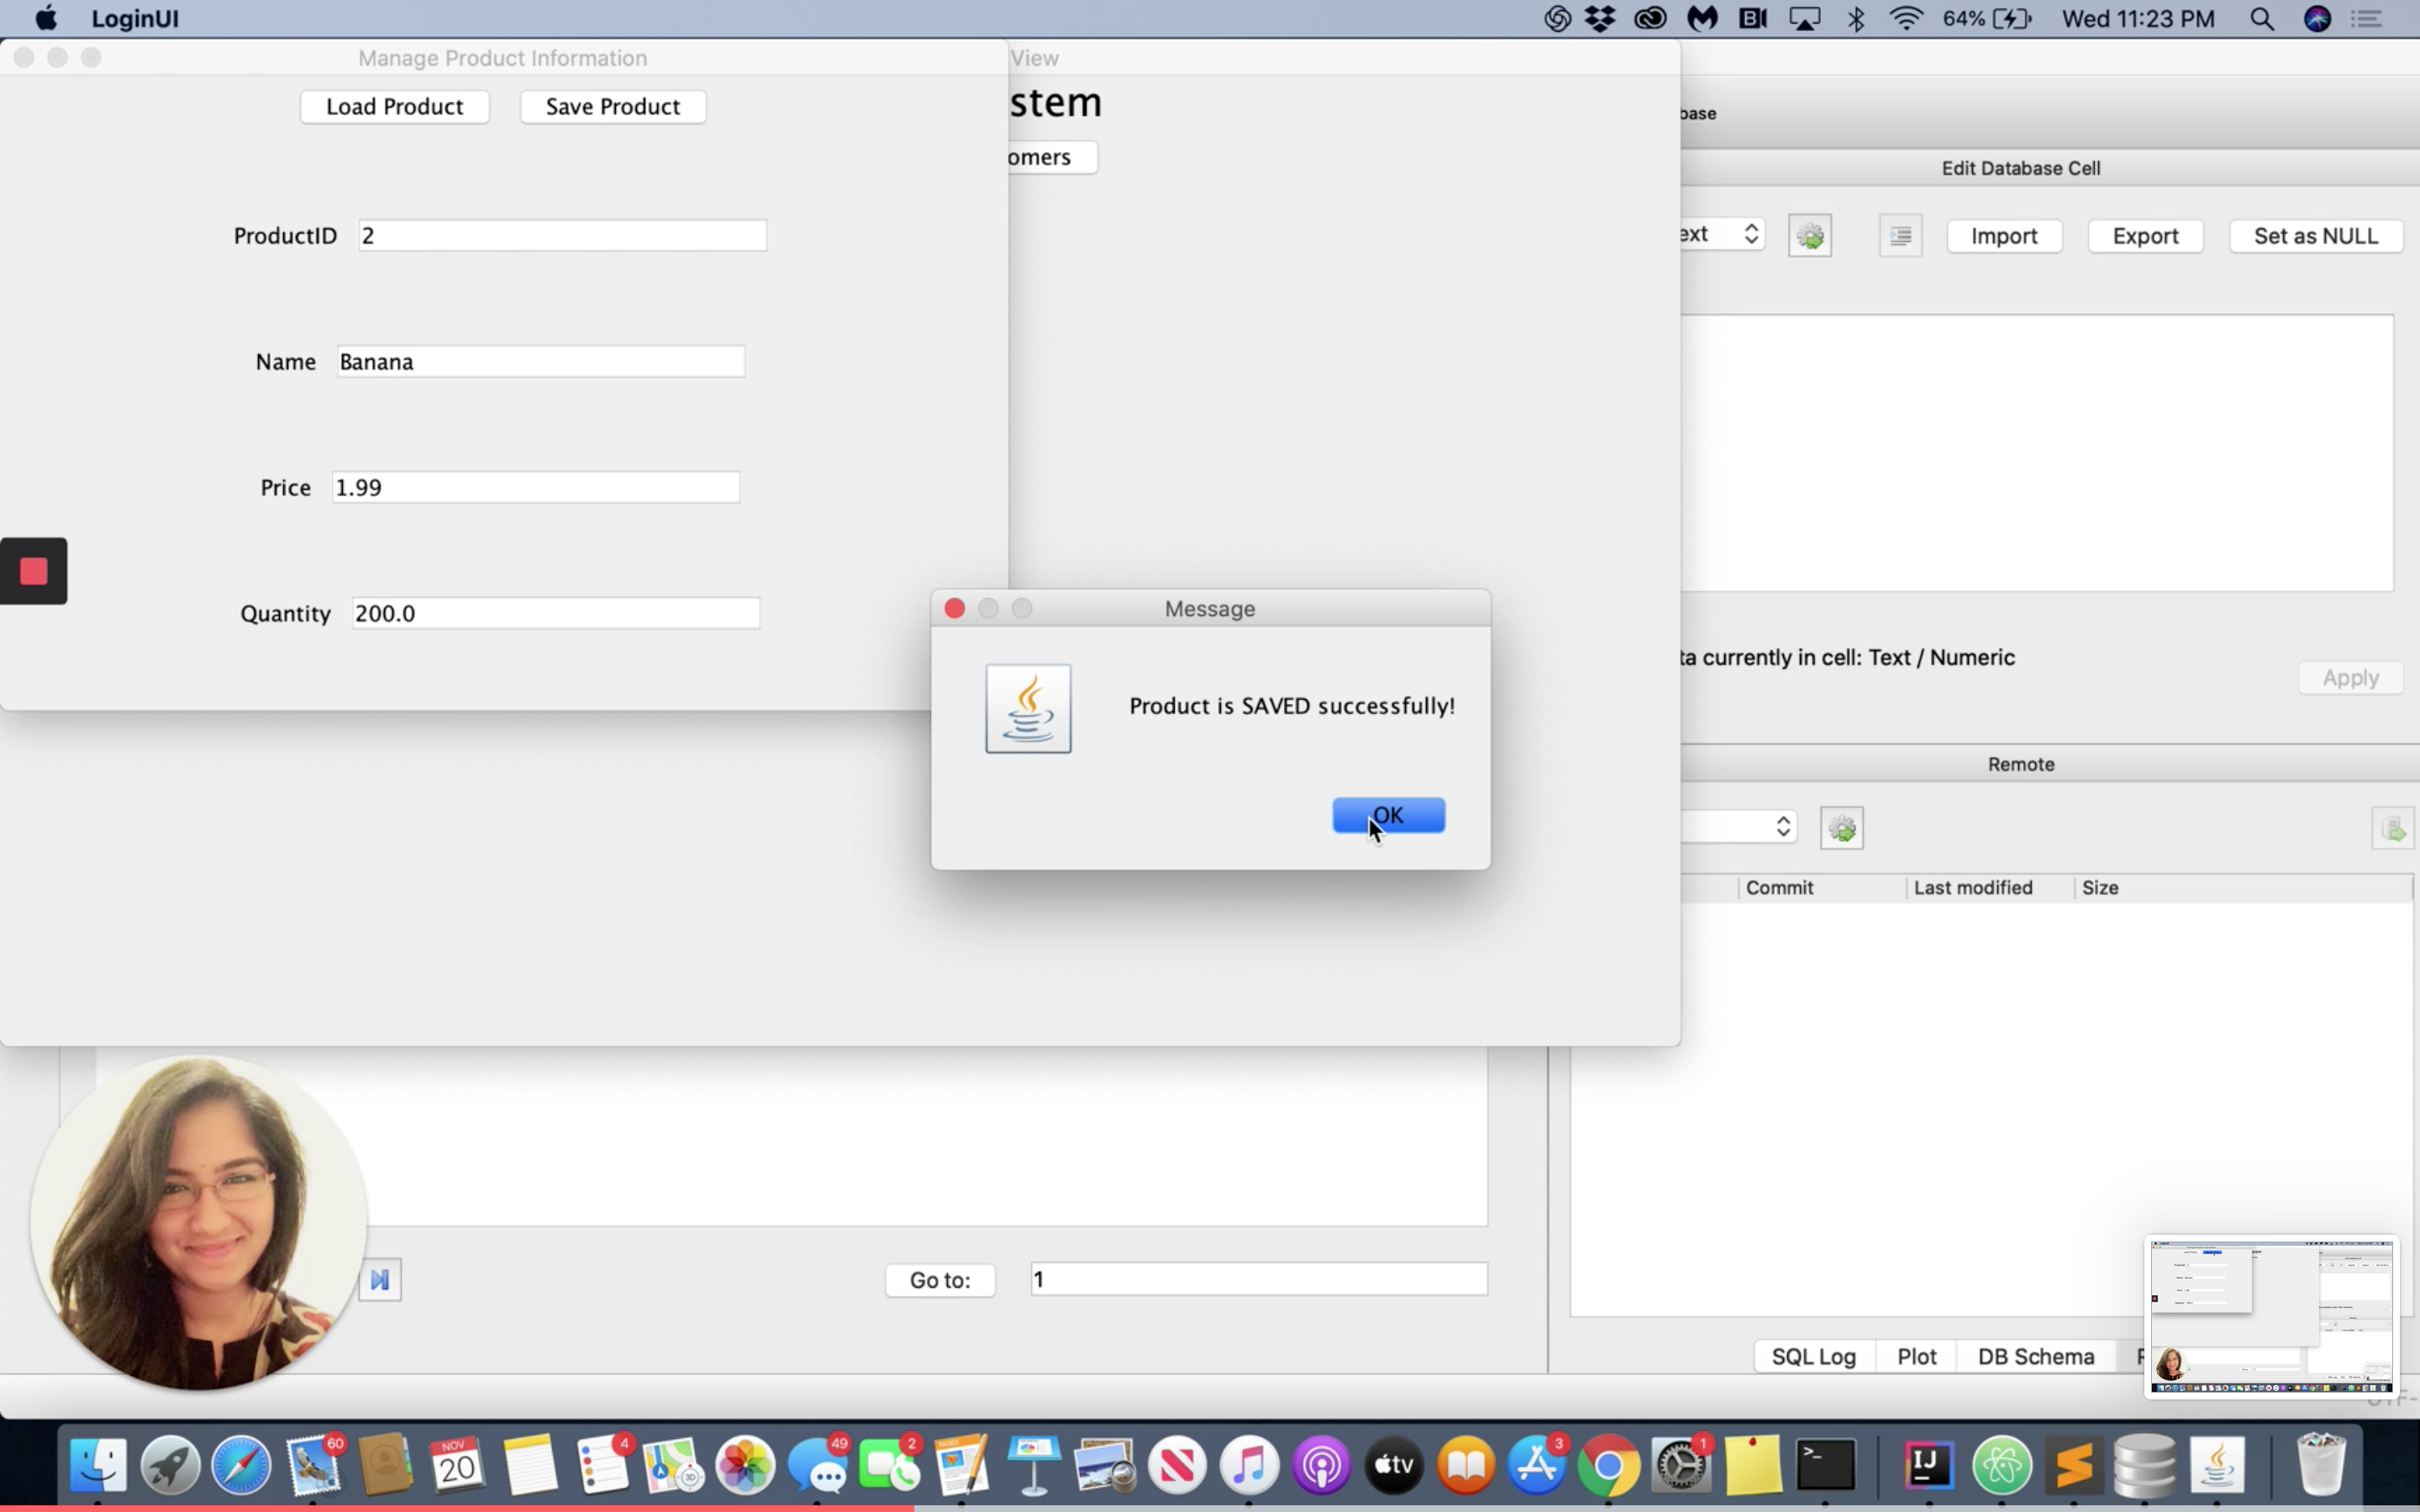 LoginUI
64%
Wed 11:23 PM
Manage Product Information
View
Load Product
Save Product
stem
omers
base
Edit Database Cell
ext
Import
Export
Set as NULL
ProductID
2
Name
Banana
Price
1.99
Quantity
200.0
Message
Product is SAVED successfully!
OK
ta currently in cell: Text / Numeric
Apply
Remote
Commit
Last modified
Size
Go to:
1
SQL Log
Plot
DB Schema
60
NOV
20
4
3D
49
2
PAGES
tv
3
1
>_
IJ